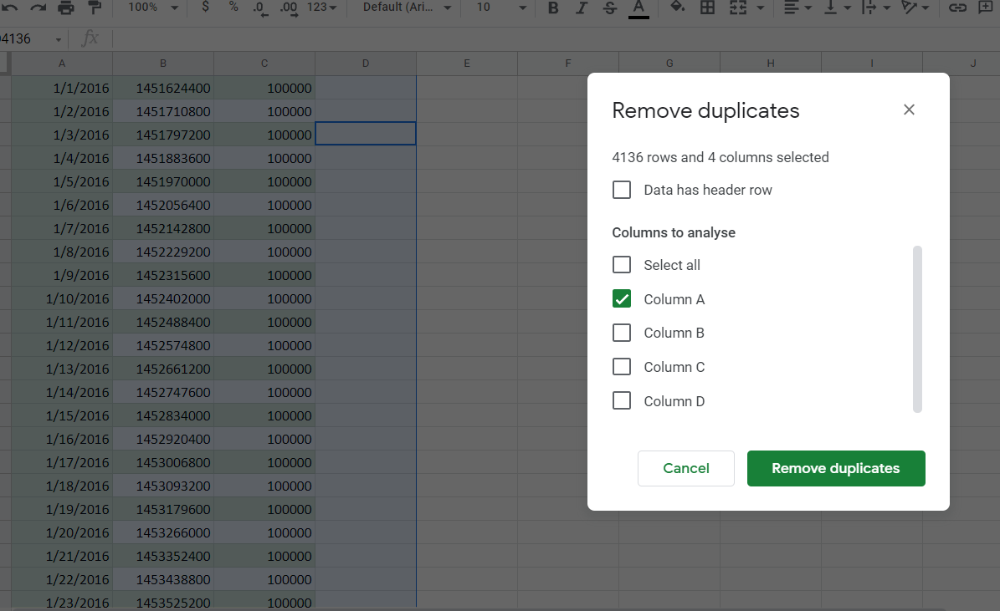 100% $ % .0 .00 123 Default (Ari... 10 B I S A
4136 fx
A B C D E F G H I J
1/1/2016 1451624400 100000
1/2/2016 1451710800 100000
1/3/2016 1451797200 100000
1/4/2016 1451883600 100000
1/5/2016 1451970000 100000
1/6/2016 1452056400 100000
1/7/2016 1452142800 100000
1/8/2016 1452229200 100000
1/9/2016 1452315600 100000
1/10/2016 1452402000 100000
1/11/2016 1452488400 100000
1/12/2016 1452574800 100000
1/13/2016 1452661200 100000
1/14/2016 1452747600 100000
1/15/2016 1452834000 100000
1/16/2016 1452920400 100000
1/17/2016 1453006800 100000
1/18/2016 1453093200 100000
1/19/2016 1453179600 100000
1/20/2016 1453266000 100000
1/21/2016 1453352400 100000
1/22/2016 1453438800 100000
1/23/2016 1453525200 100000
Remove duplicates
4136 rows and 4 columns selected
Data has header row
Columns to analyse
Select all
Column A
Column B
Column C
Column D
Cancel Remove duplicates